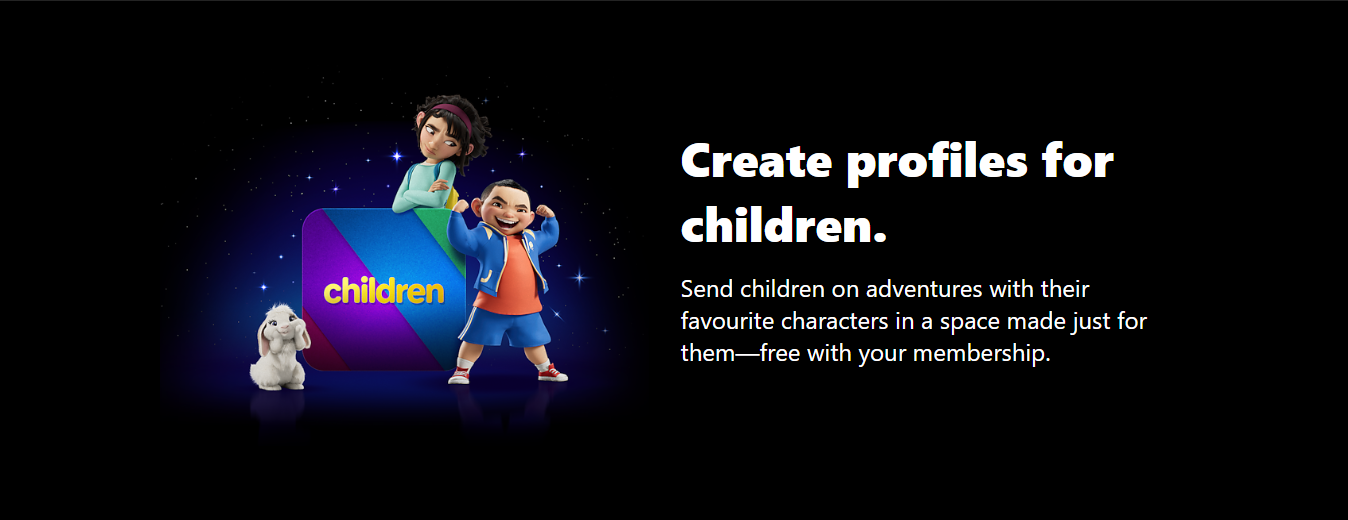 Create profiles for
children.
Send children on adventures with their
favourite characters in a space made just for
them—free with your membership.
children